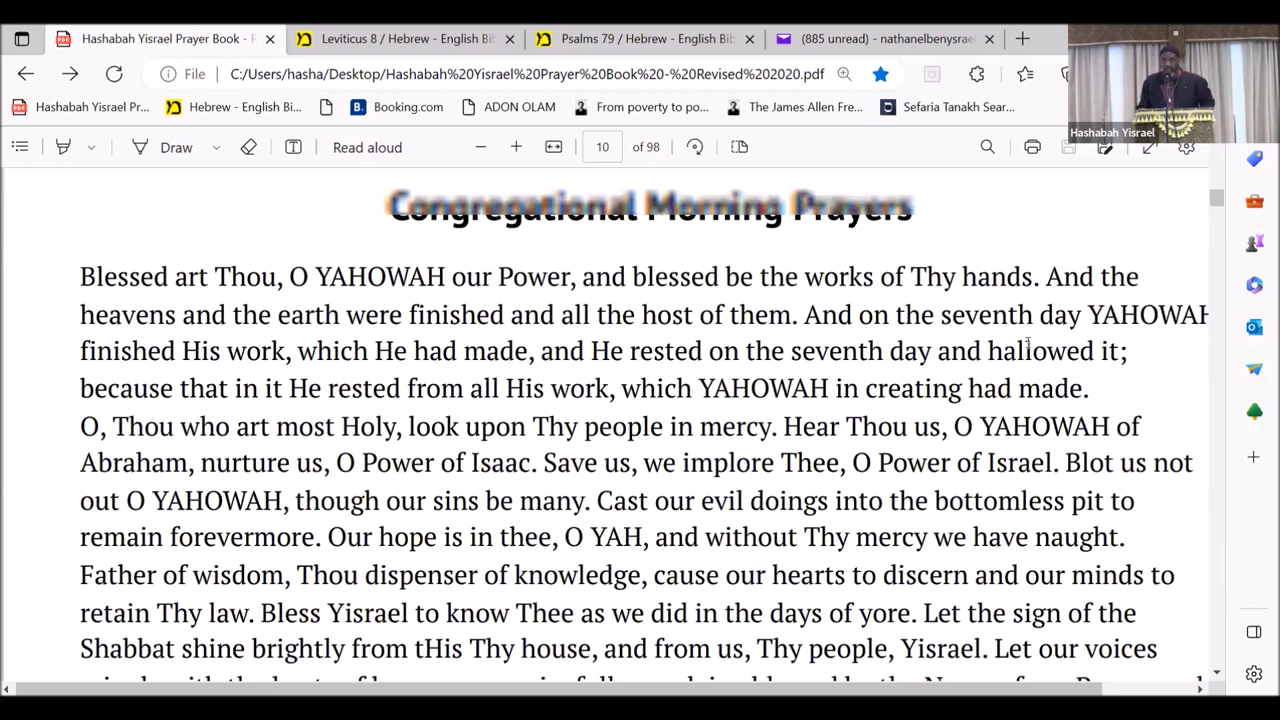 Hashabah Yisrael Prayer Book - R
Leviticus 8 / Hebrew - English Bi
Psalms 79 / Hebrew - English Bib
(885 unread) - nathanelbenysrae
File
C:/Users/hasha/Desktop/Hashabah%20Yisrael%20Prayer%20Book%20-%20Revised%202020.pdf
Hashabah Yisrael Pr...
Hebrew - English Bi...
Booking.com
ADON OLAM
From poverty to po...
The James Allen Fre...
Sefaria Tanakh Sear...
Hashabah Yisrael
Draw
Read aloud
10 of 98
Congregational Morning Prayers
Blessed art Thou, O YAHOWAH our Power, and blessed be the works of Thy hands. And the
heavens and the earth were finished and all the host of them. And on the seventh day YAHOWAH
finished His work, which He had made, and He rested on the seventh day and hallowed it;
because that in it He rested from all His work, which YAHOWAH in creating had made.
O, Thou who art most Holy, look upon Thy people in mercy. Hear Thou us, O YAHOWAH of
Abraham, nurture us, O Power of Isaac. Save us, we implore Thee, O Power of Israel. Blot us not
out O YAHOWAH, though our sins be many. Cast our evil doings into the bottomless pit to
remain forevermore. Our hope is in thee, O YAH, and without Thy mercy we have naught.
Father of wisdom, Thou dispenser of knowledge, cause our hearts to discern and our minds to
retain Thy law. Bless Yisrael to know Thee as we did in the days of yore. Let the sign of the
Shabbat shine brightly from tHis Thy house, and from us, Thy people, Yisrael. Let our voices